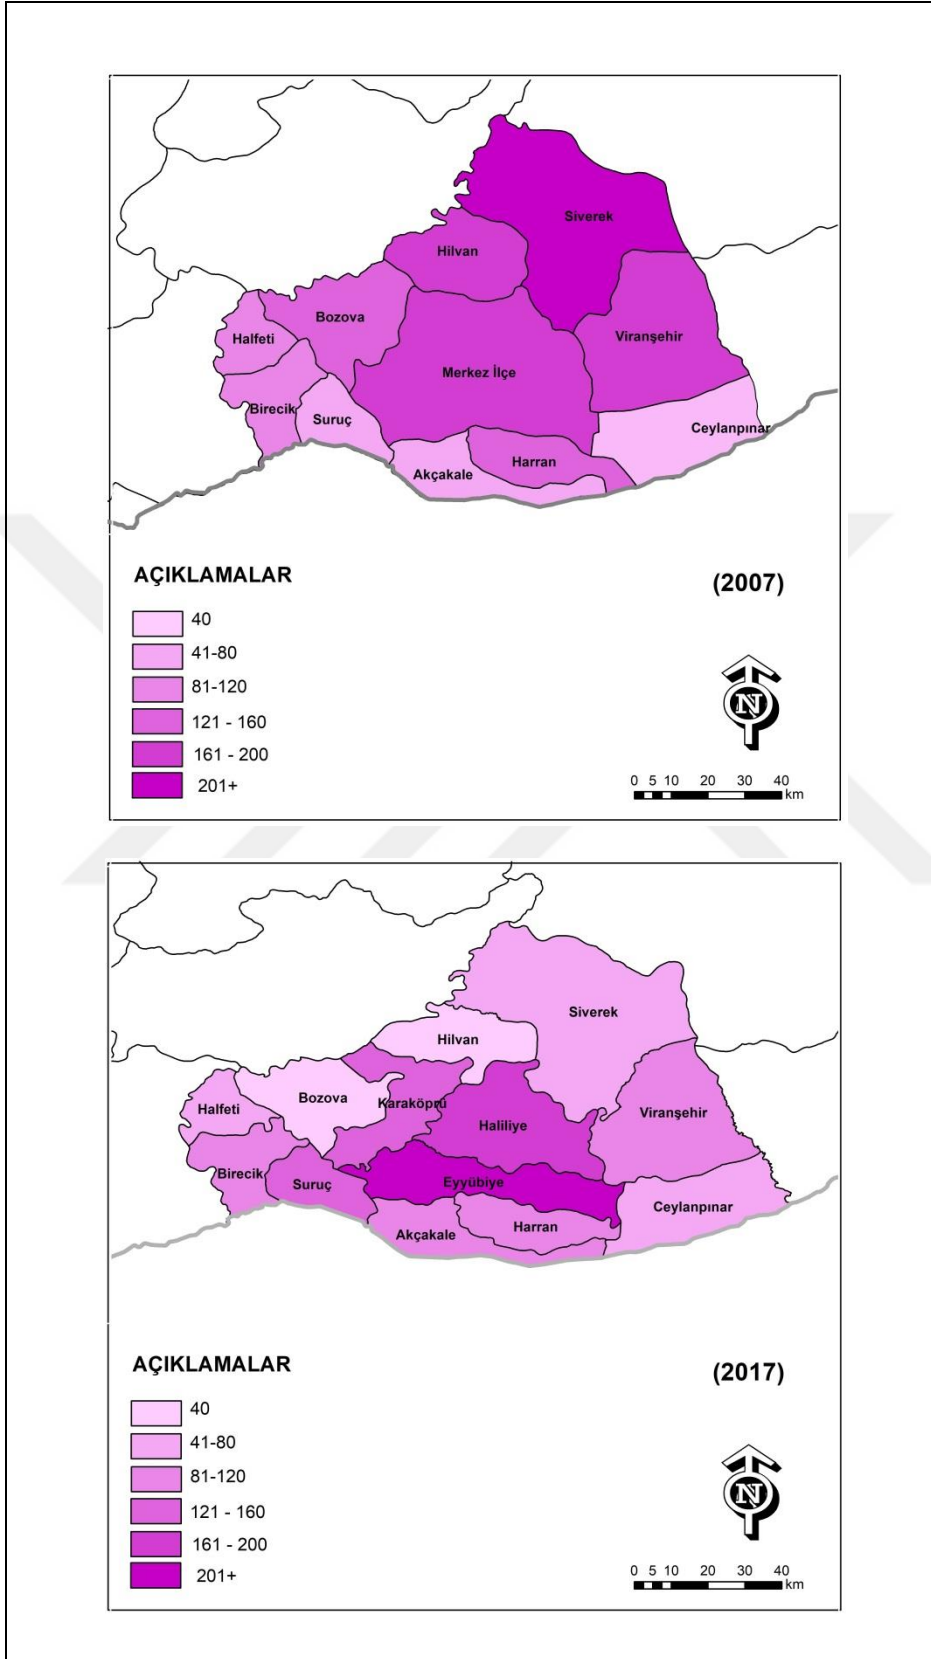 Siverek
Hilvan
Bozova
Halfeti
Viranşehir
Merkez İlçe
Birecik
Suruç
Ceylanpınar
Harran
Akçakale
AÇIKLAMALAR
(2007)
40
41-80
81-120
121 - 160
161 - 200
201+
N
0 5 10 20 30 40
km
Siverek
Hilvan
Bozova
Karaköprü
Halfeti
Viranşehir
Haliliye
Birecik
Eyyübiye
Suruç
Ceylanpınar
Harran
Akçakale
AÇIKLAMALAR
(2017)
40
41-80
81-120
121 - 160
161 - 200
201+
N
0 5 10 20 30 40
km